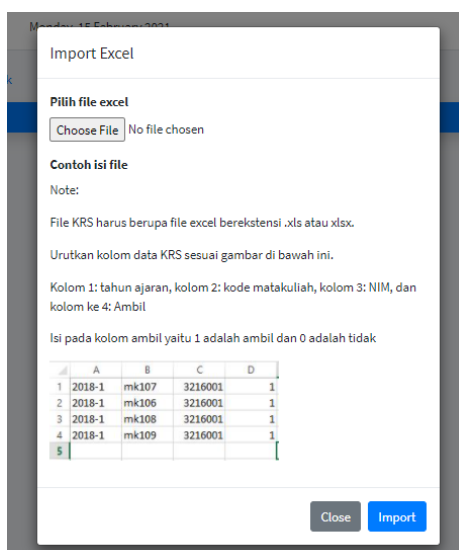 Monday, 15 February 2021
Import Excel
k
Pilih file excel
Choose File No file chosen
Contoh isi file
Note:
File KRS harus berupa file excel berekstensi .xls atau xlsx.
Urutkan kolom data KRS sesuai gambar di bawah ini.
Kolom 1: tahun ajaran, kolom 2: kode matakuliah, kolom 3: NIM, dan
kolom ke 4: Ambil
Isi pada kolom ambil yaitu 1 adalah ambil dan 0 adalah tidak
A B C D
1 2018-1 mk107 3216001 1
2 2018-1 mk106 3216001 1
3 2018-1 mk108 3216001 1
4 2018-1 mk109 3216001 1
5
Close Import